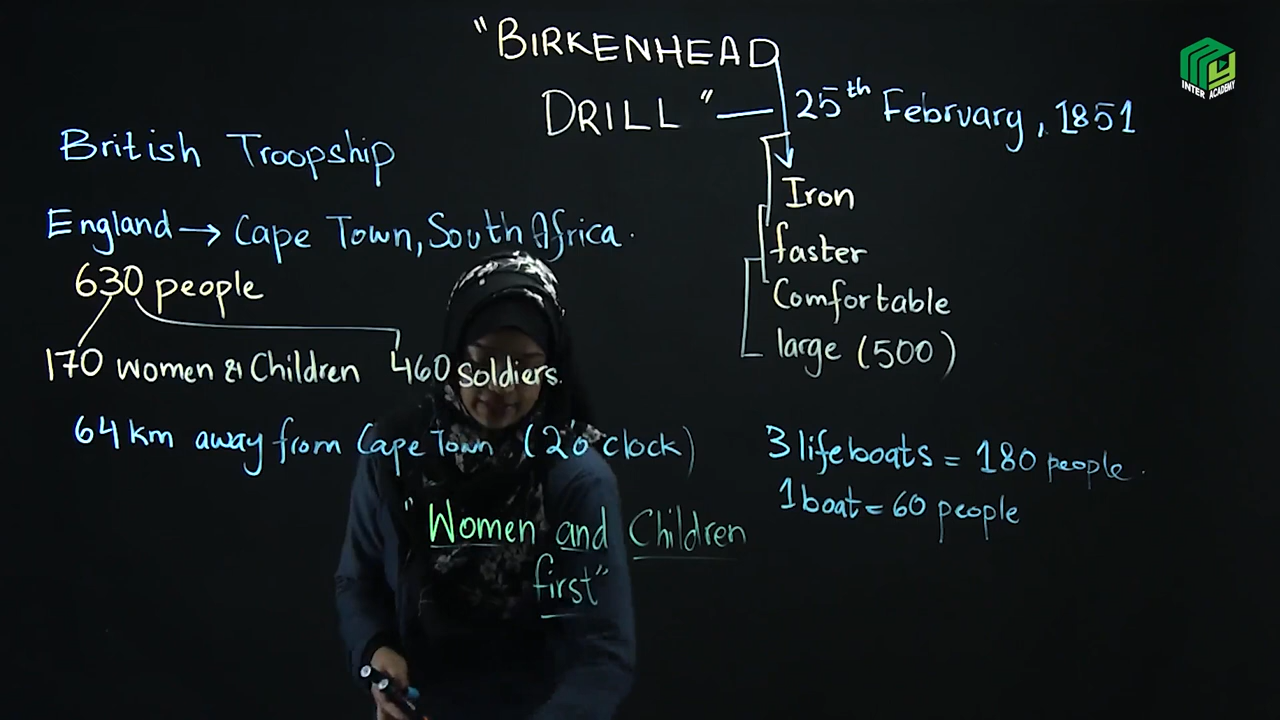 "BIRKENHEAD
DRILL" — 25th February, 1851
British Troopship
England → Cape Town, South Africa.
630 people
170 women & Children 460 soldiers.
64 km away from Cape Town (2 o clock)
"Women and Children
first"
Iron
faster
Comfortable
large (500)
3 lifeboats = 180 people.
1 boat = 60 people
My
INTER ACADEMY